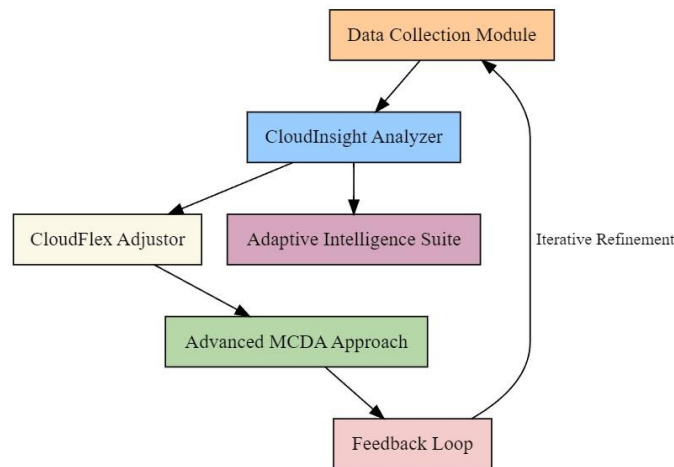 Data Collection Module
CloudInsight Analyzer
CloudFlex Adjustor
Adaptive Intelligence Suite
Iterative Refinement
Advanced MCDA Approach
Feedback Loop